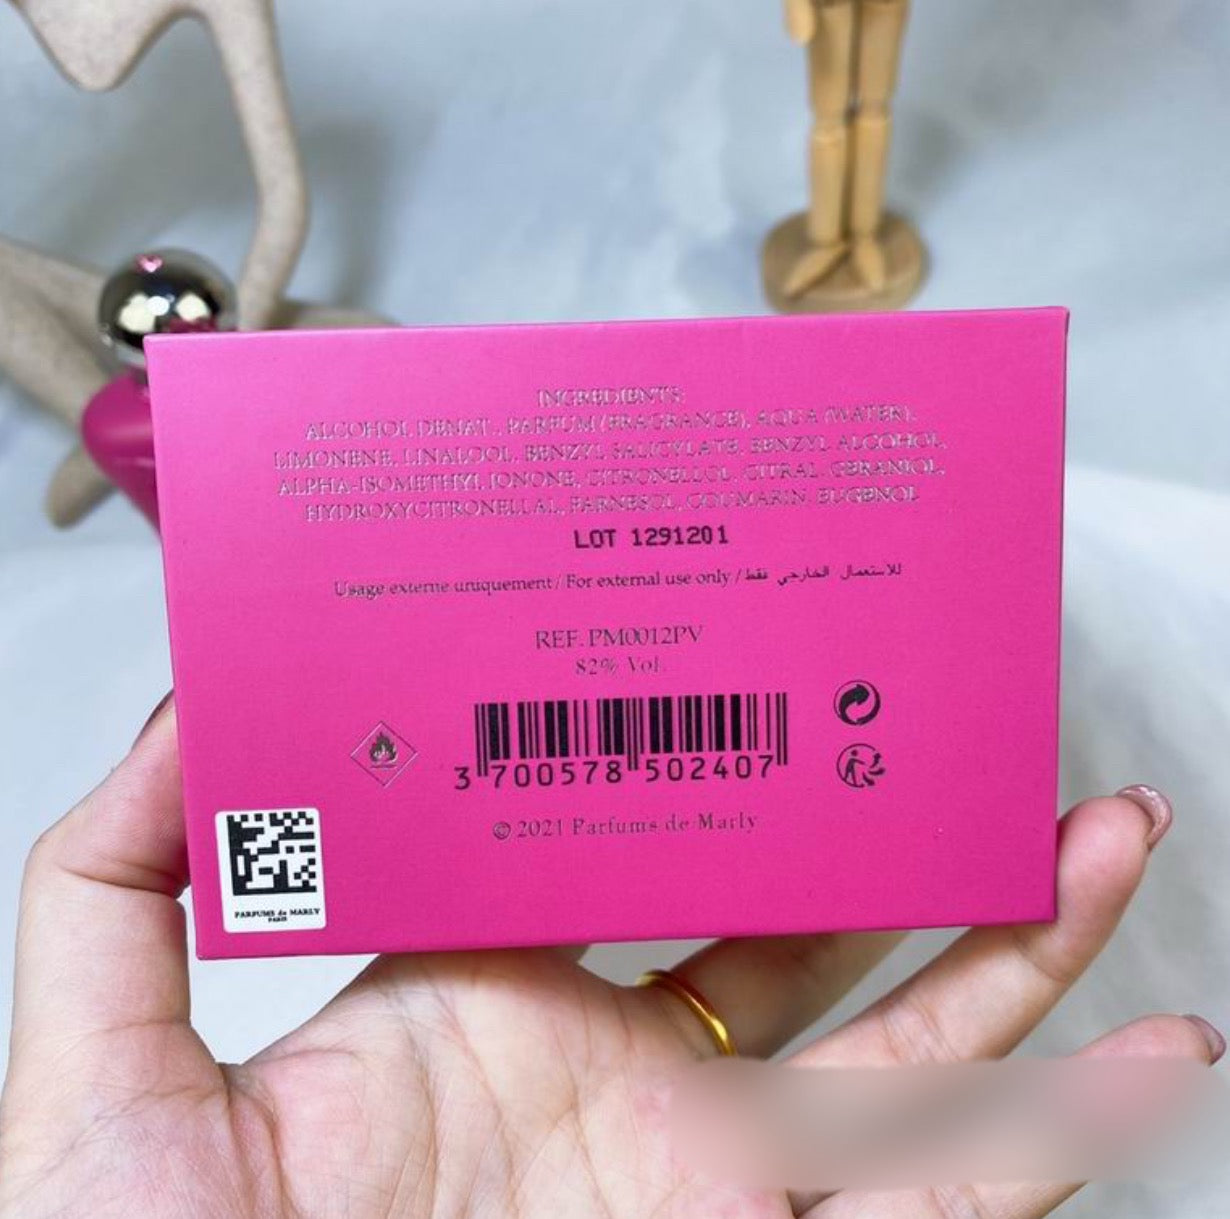 INGREDIENTS:
ALCOHOL DENAT., PARFUM (FRAGRANCE), AQUA (WATER),
LIMONENE, LINALOOL, BENZYL SALICYLATE, BENZYL ALCOHOL,
ALPHA-ISOMETHYL IONONE, CITRONELLOL, CITRAL, GERANIOL,
HYDROXYCITRONELLAL, FARNESOL, COUMARIN, EUGENOL
LOT 1291201
Usage externe uniquement / For external use only / للاستعمال الخارجي فقط
REF. PM0012PV
82% Vol.
3 700578 502407
© 2021 Parfums de Marly
PARFUMS de MARLY
PARIS